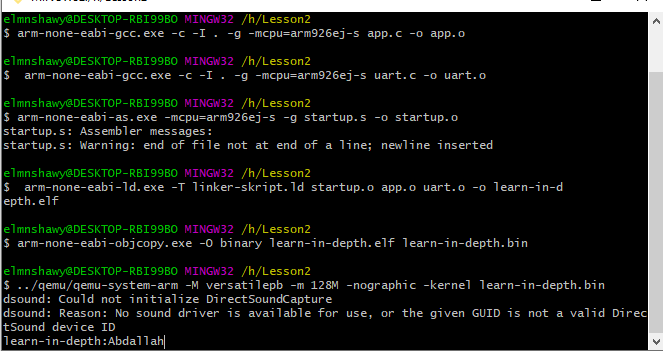 elmnshawy@DESKTOP-RBI99BO MINGW32 /h/Lesson2
$ arm-none-eabi-gcc.exe -c -I . -g -mcpu=arm926ej-s app.c -o app.o
elmnshawy@DESKTOP-RBI99BO MINGW32 /h/Lesson2
$  arm-none-eabi-gcc.exe -c -I . -g -mcpu=arm926ej-s uart.c -o uart.o
elmnshawy@DESKTOP-RBI99BO MINGW32 /h/Lesson2
$ arm-none-eabi-as.exe -mcpu=arm926ej-s -g startup.s -o startup.o
startup.s: Assembler messages:
startup.s: Warning: end of file not at end of a line; newline inserted
elmnshawy@DESKTOP-RBI99BO MINGW32 /h/Lesson2
$  arm-none-eabi-ld.exe -T linker-skript.ld startup.o app.o uart.o -o learn-in-d
epth.elf
elmnshawy@DESKTOP-RBI99BO MINGW32 /h/Lesson2
$ arm-none-eabi-objcopy.exe -O binary learn-in-depth.elf learn-in-depth.bin
elmnshawy@DESKTOP-RBI99BO MINGW32 /h/Lesson2
$ ../qemu/qemu-system-arm -M versatilepb -m 128M -nographic -kernel learn-in-depth.bin
dsound: Could not initialize DirectSoundCapture
dsound: Reason: No sound driver is available for use, or the given GUID is not a valid Direc
tSound device ID
learn-in-depth:Abdallah